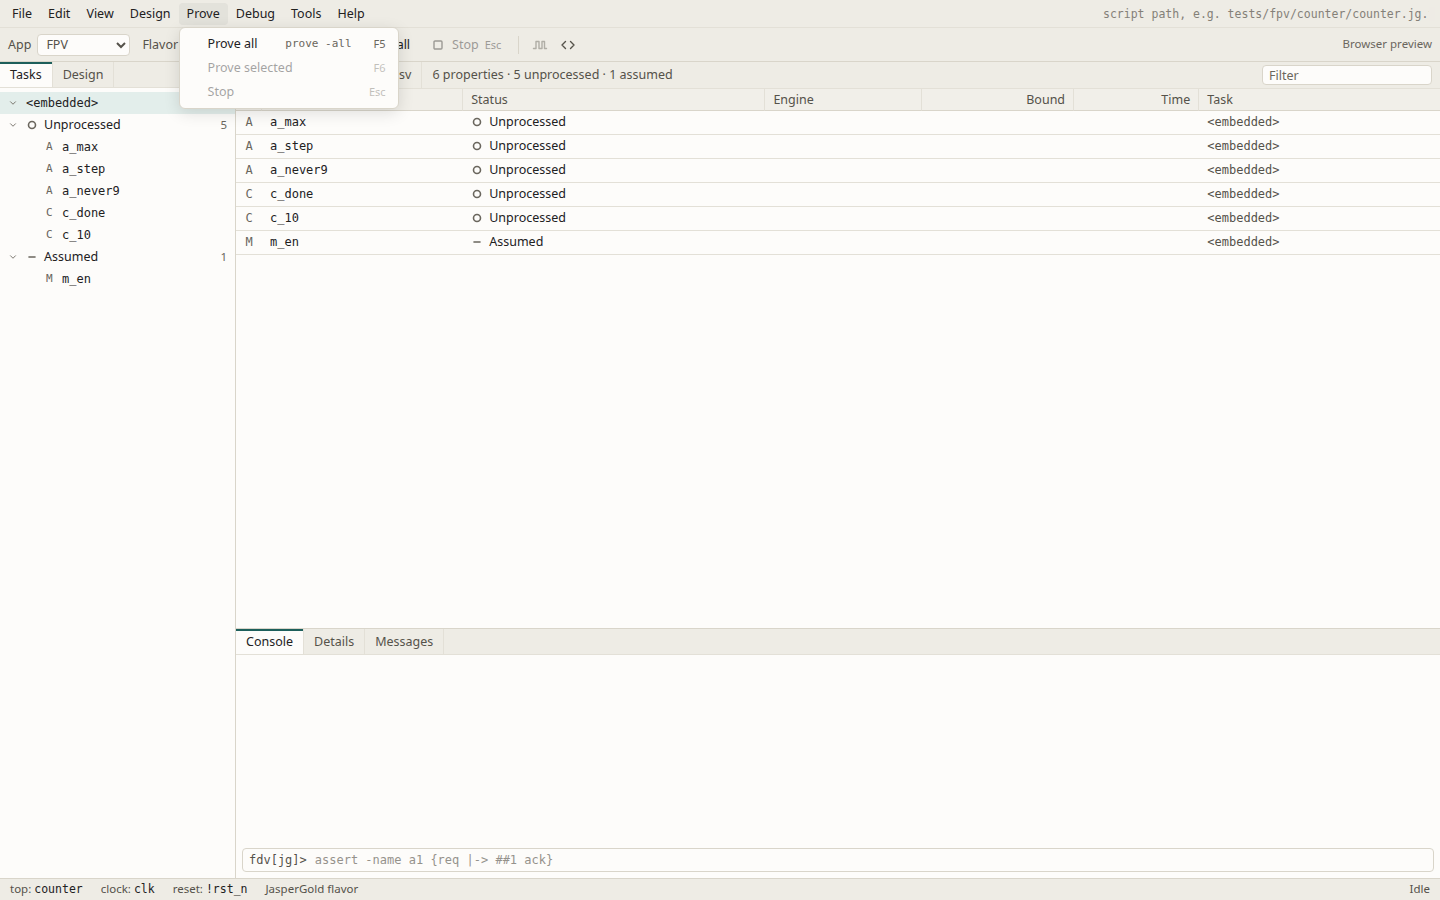 File Edit View Design Prove Debug Tools Help script path, e.g. tests/fpv/counter/counter.jg.
App FPV Flavor all Stop Esc Browser preview
Prove all prove -all F5
Prove selected F6
Stop Esc
Tasks Design sv 6 properties · 5 unprocessed · 1 assumed Filter
Status Engine Bound Time Task
<embedded>
Unprocessed 5
A a_max
A a_step
A a_never9
C c_done
C c_10
Assumed 1
M m_en
A a_max Unprocessed <embedded>
A a_step Unprocessed <embedded>
A a_never9 Unprocessed <embedded>
C c_done Unprocessed <embedded>
C c_10 Unprocessed <embedded>
M m_en Assumed <embedded>
Console Details Messages
fdv[jg]> assert -name a1 {req |-> ##1 ack}
top: counter clock: clk reset: !rst_n JasperGold flavor Idle